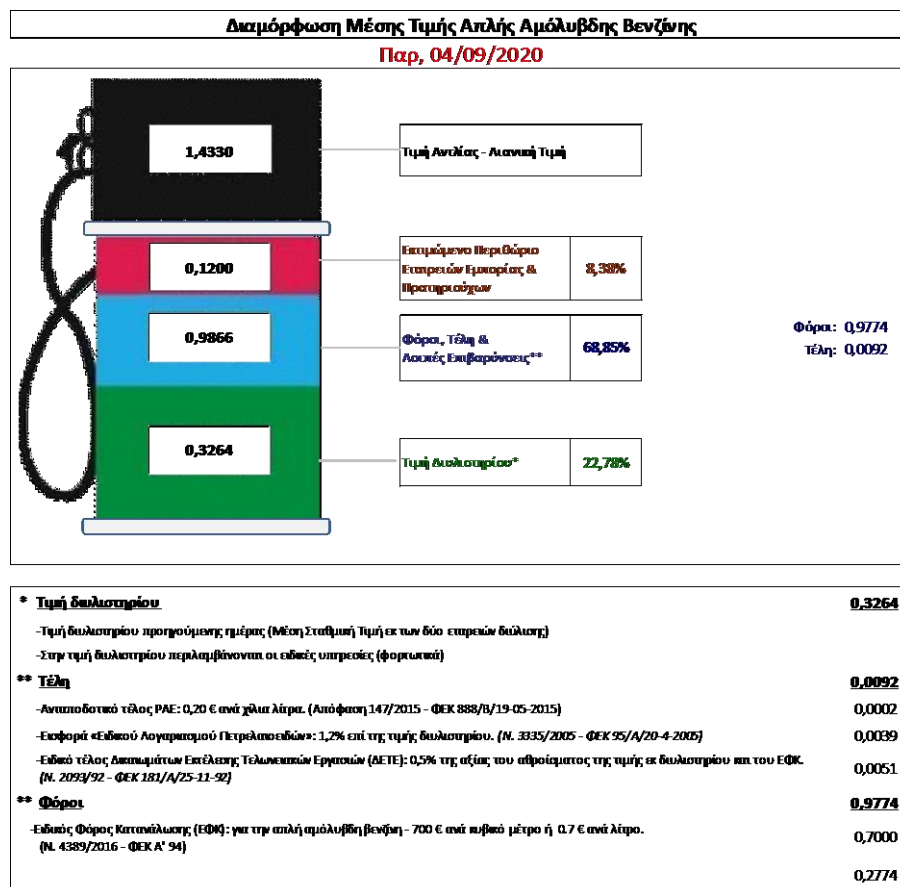 Διαμόρφωση Μέσης Τιμής Απλής Αμόλυβδης Βενζίνης
Παρ, 04/09/2020
1,4330
Τιμή Αντλίας - Λιανική Τιμή
0,1200
Εκτιμώμενο Περιθώριο
Εταιρειών Εμπορίας &
Πρατηριούχων
8,38%
0,9866
Φόροι, Τέλη &
Λοιπές Επιβαρύνσεις**
68,85%
Φόροι: 0,9774
Τέλη: 0,0092
0,3264
Τιμή Διυλιστηρίου*
22,78%
* Τιμή διυλιστηρίου 0,3264
-Τιμή διυλιστηρίου προηγούμενης ημέρας (Μέση Σταθμική Τιμή εκ των δύο εταιρειών διύλισης)
-Στην τιμή διυλιστηρίου περιλαμβάνονται οι ειδικές υπηρεσίες (φορτωτικά)
** Τέλη 0,0092
-Ανταποδοτικό τέλος ΡΑΕ: 0,20 € ανά χίλια λίτρα. (Απόφαση 147/2015 - ΦΕΚ 888/Β/19-05-2015) 0,0002
-Εισφορά «Ειδικού Λογαριασμού Πετρελαιοειδών»: 1,2% επί της τιμής διυλιστηρίου. (Ν. 3335/2005 - ΦΕΚ 95/Α/20-4-2005) 0,0039
-Ειδικό τέλος Δικαιωμάτων Εκτέλεσης Τελωνειακών Εργασιών (ΔΕΤΕ): 0,5% της αξίας του αθροίσματος της τιμής εκ διυλιστηρίου και του ΕΦΚ.
(Ν. 2093/92 - ΦΕΚ 181/Α/25-11-92) 0,0051
** Φόροι 0,9774
-Ειδικός Φόρος Κατανάλωσης (ΕΦΚ): για την απλή αμόλυβδη βενζίνη - 700 € ανά κυβικό μέτρο ή 0.7 € ανά λίτρο.
(Ν. 4389/2016 - ΦΕΚ Α' 94) 0,7000
0,2774